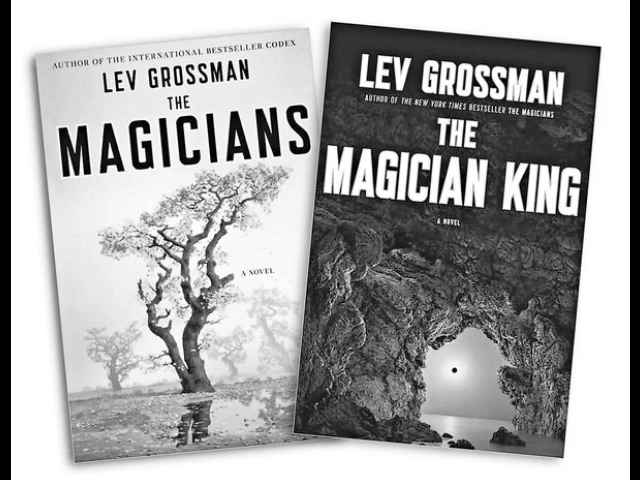 AUTHOR OF THE INTERNATIONAL BESTSELLER CODEX
LEV GROSSMAN
THE
MAGICIANS
A NOVEL
LEV GROSSMAN
AUTHOR OF THE NEW YORK TIMES BESTSELLER THE MAGICIANS
THE
MAGICIAN KING
A NOVEL